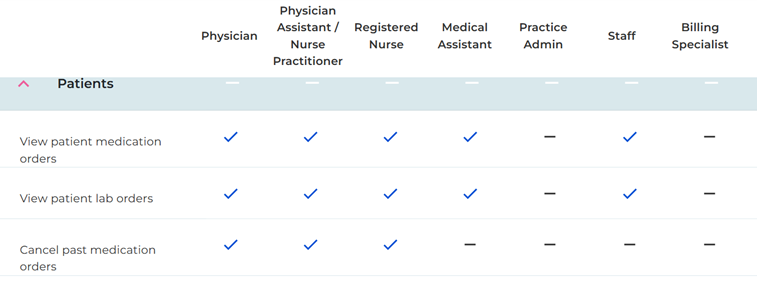 Physician
Physician
Assistant /
Nurse
Practitioner
Registered
Nurse
Medical
Assistant
Practice
Admin
Staff
Billing
Specialist
Patients
View patient medication
orders
View patient lab orders
Cancel past medication
orders